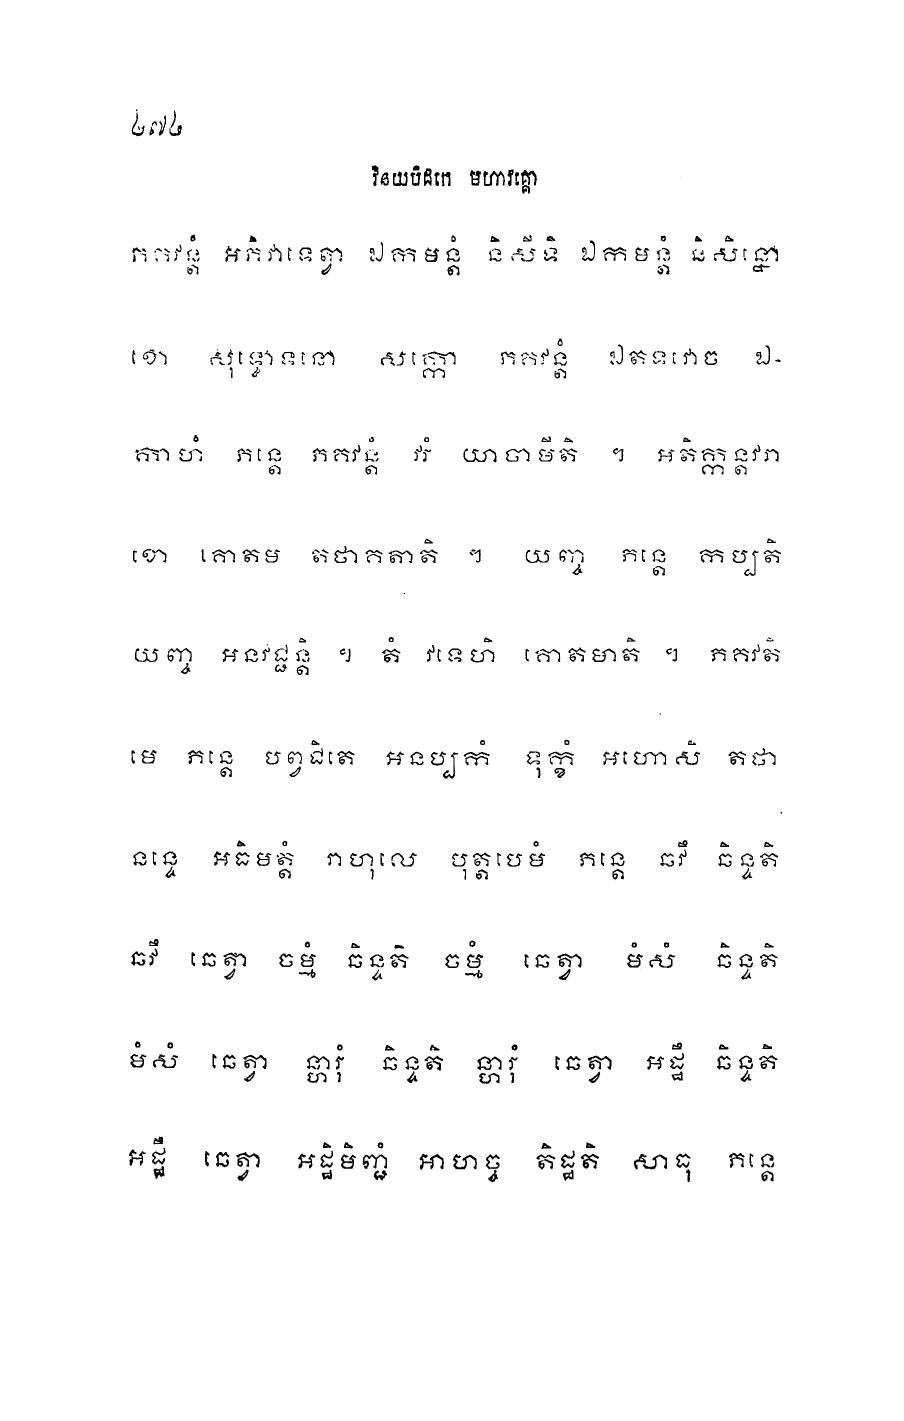 ៤៧៤
វិនយបិដកេ មហាវគ្គោ
ភគវន្តំ អភិវាទេត្វា ឯកមន្តំ និសីទិ ឯកមន្តំ និសិន្នោ
ខោ សុទ្ធោទនោ សក្កោ ភគវន្តំ ឯតទវោច ឯ-
កាហំ ភន្តេ ភគវន្តំ វរំ យាចាមីតិ ។ អតិក្កន្តវរា
ខោ គោតម តថាគតាតិ ។ យញ្ច ភន្តេ កប្បតិ
យញ្ច អនវជ្ជន្តិ ។ តំ វទេហិ គោតមាតិ ។ ភគវតិ
មេ ភន្តេ បព្វជិតេ អនប្បកំ ទុក្ខំ អហោសិ តថា
នន្ទេ អធិមត្តំ រាហុលេ បុត្តបេមំ ភន្តេ ឆវឹ ឆិន្ទតិ
ឆវឹ ឆេត្វា ចម្មំ ឆិន្ទតិ ចម្មំ ឆេត្វា មំសំ ឆិន្ទតិ
មំសំ ឆេត្វា ន្ហារុំ ឆិន្ទតិ ន្ហារុំ ឆេត្វា អដ្ឋឹ ឆិន្ទតិ
អដ្ឋឹ ឆេត្វា អដ្ឋិមិញ្ជំ អាហច្ច តិដ្ឋតិ សាធុ ភន្តេ